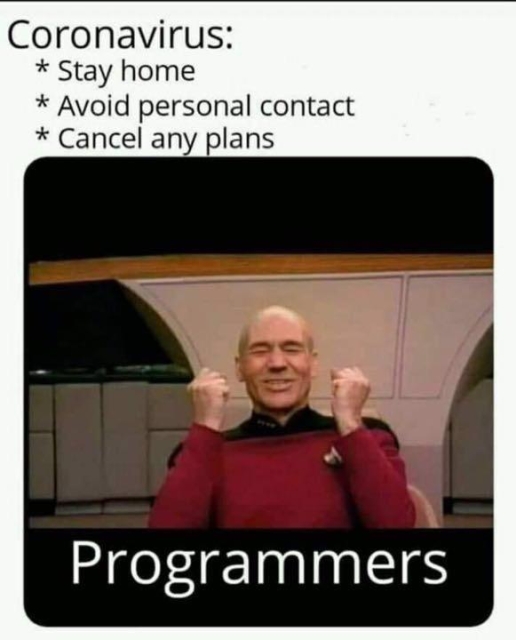 Coronavirus:
* Stay home
* Avoid personal contact
* Cancel any plans
Programmers